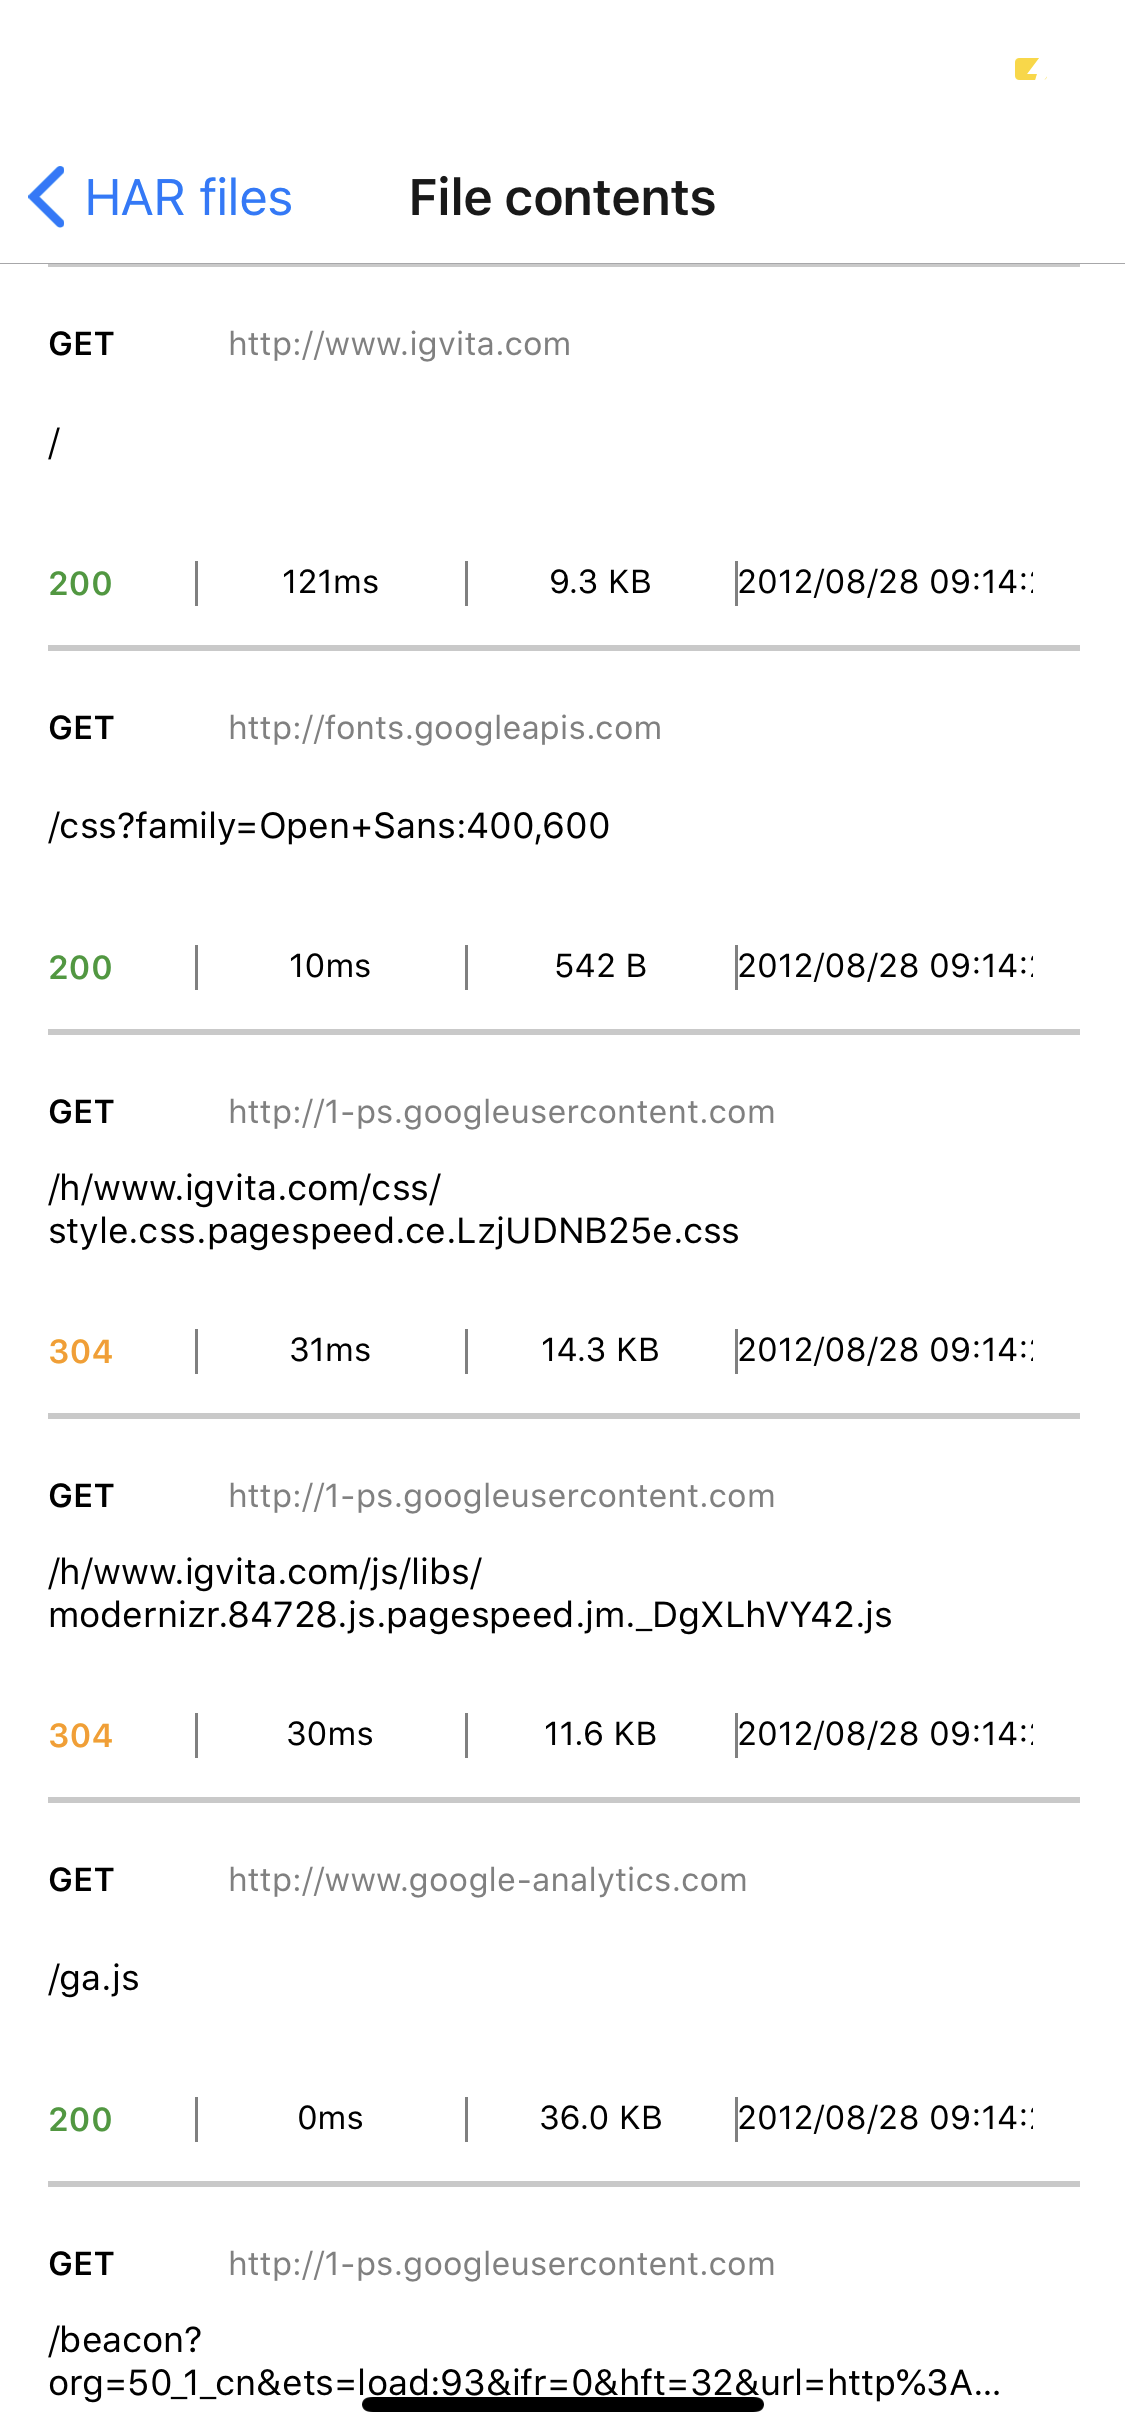 HAR files
File contents
GET http://www.igvita.com
/
200 121ms 9.3 KB 2012/08/28 09:14:
GET http://fonts.googleapis.com
/css?family=Open+Sans:400,600
200 10ms 542 B 2012/08/28 09:14:
GET http://1-ps.googleusercontent.com
/h/www.igvita.com/css/
style.css.pagespeed.ce.LzjUDNB25e.css
304 31ms 14.3 KB 2012/08/28 09:14:
GET http://1-ps.googleusercontent.com
/h/www.igvita.com/js/libs/
modernizr.84728.js.pagespeed.jm._DgXLhVY42.js
304 30ms 11.6 KB 2012/08/28 09:14:
GET http://www.google-analytics.com
/ga.js
200 0ms 36.0 KB 2012/08/28 09:14:
GET http://1-ps.googleusercontent.com
/beacon?
org=50_1_cn&ets=load:93&ifr=0&hft=32&url=http%3A...